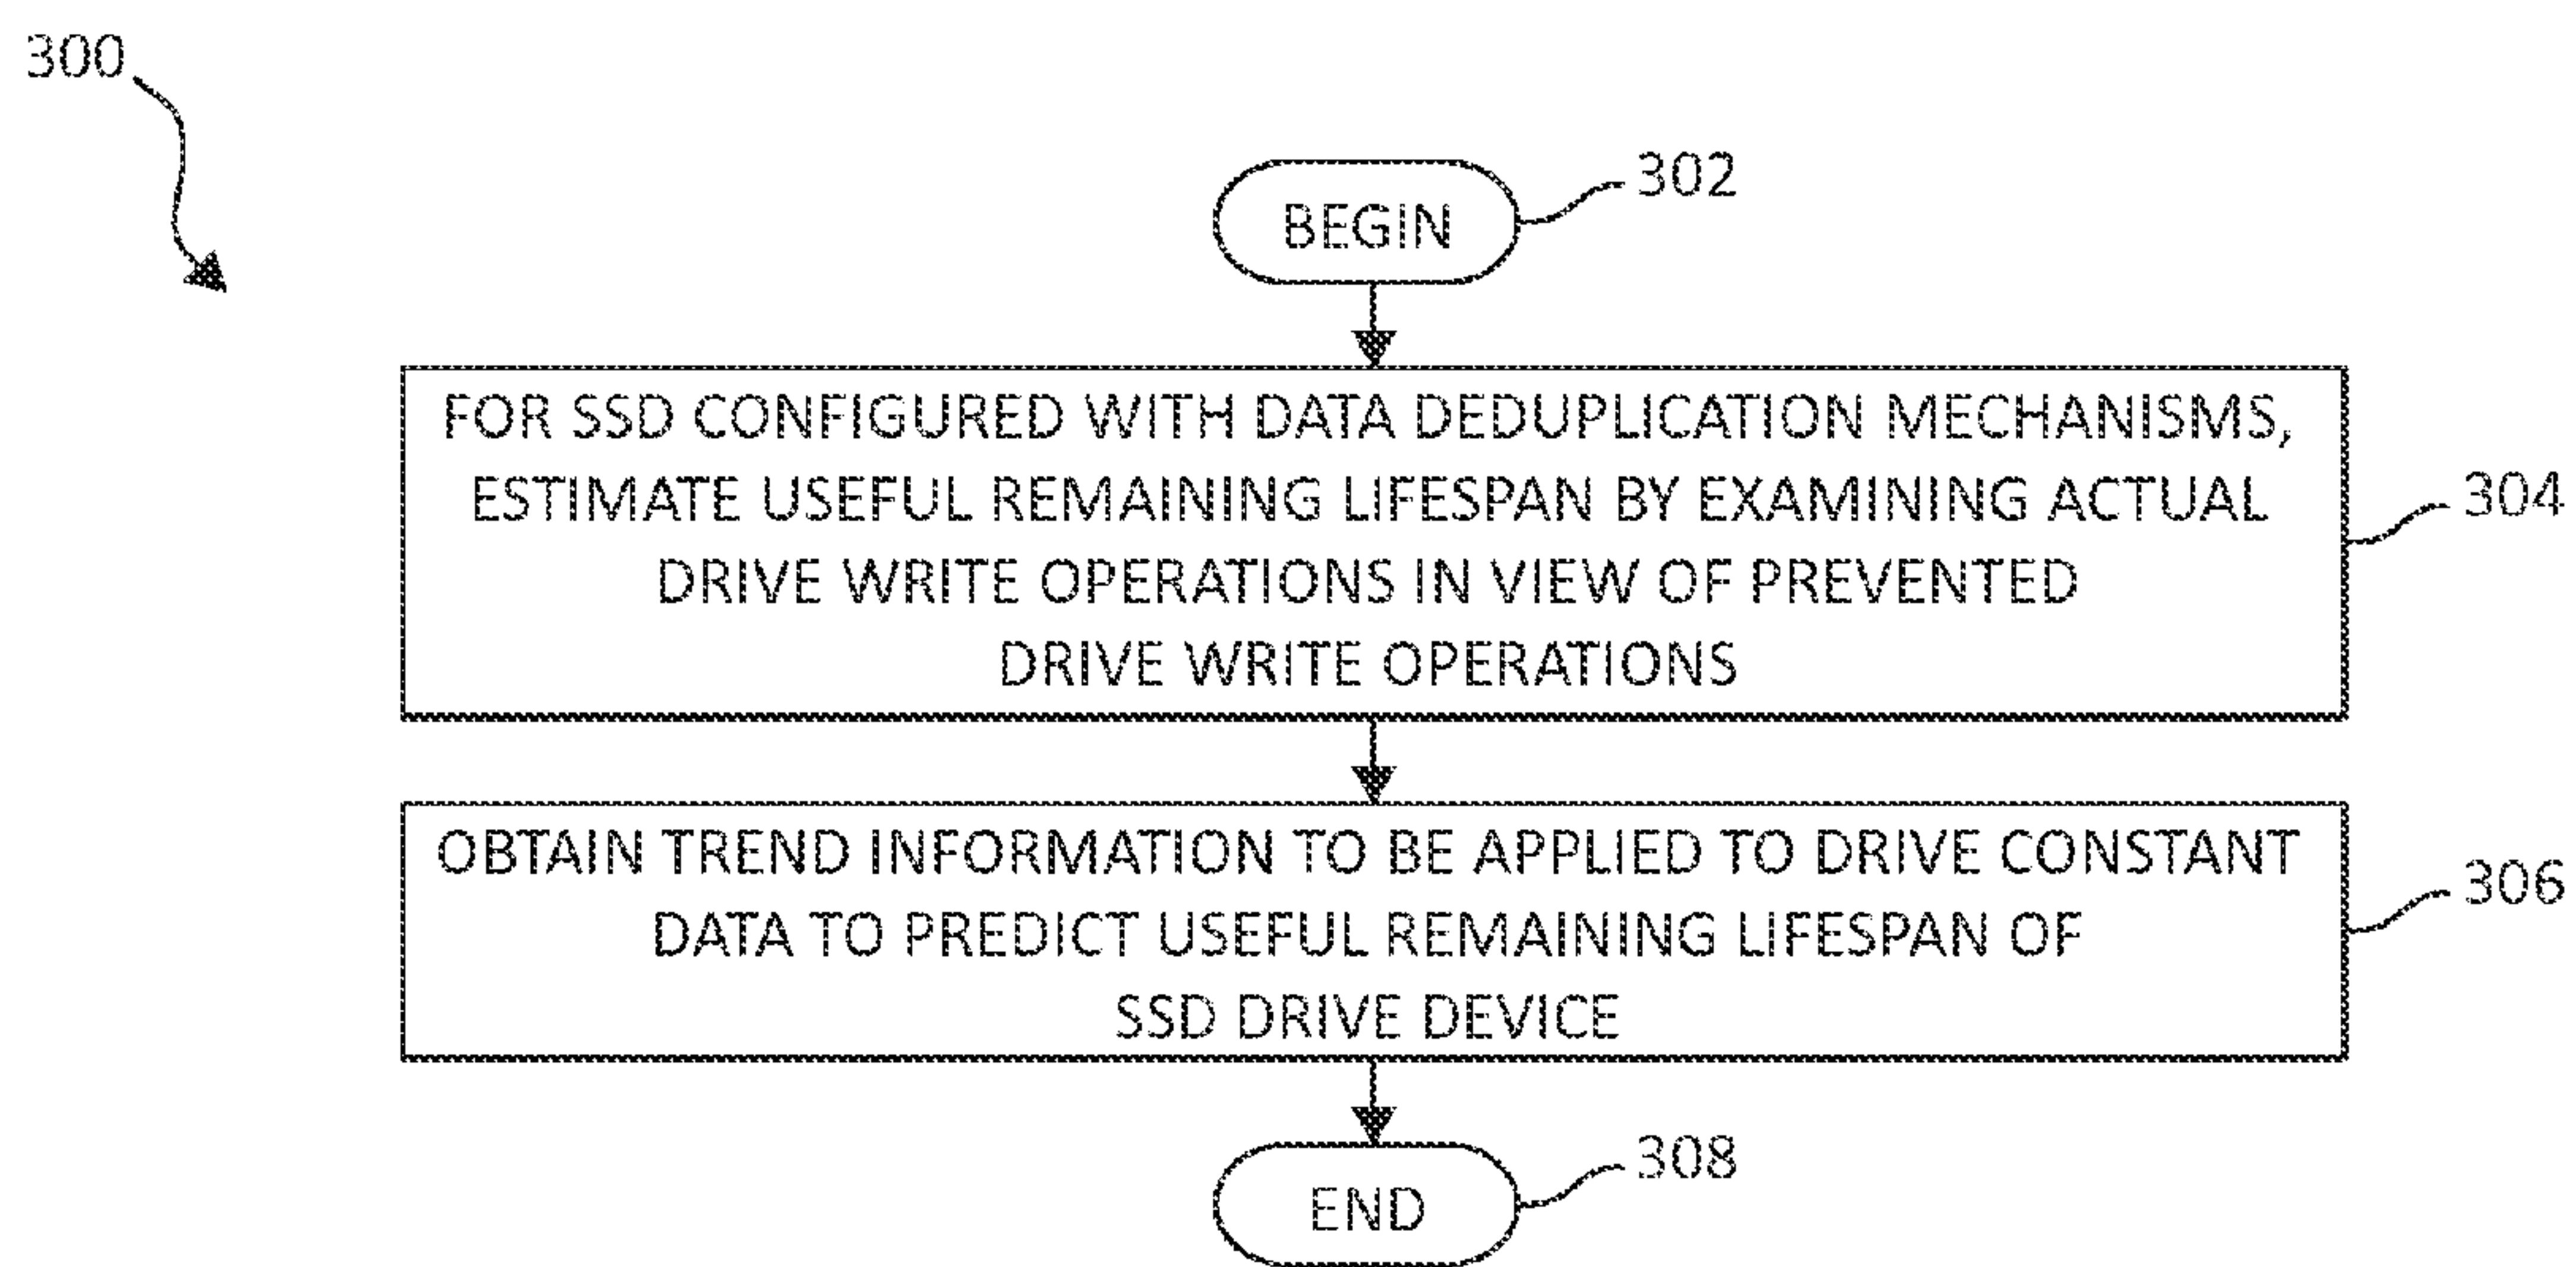 300
302
BEGIN
FOR SSD CONFIGURED WITH DATA DEDUPLICATION MECHANISMS,
ESTIMATE USEFUL REMAINING LIFESPAN BY EXAMINING ACTUAL
DRIVE WRITE OPERATIONS IN VIEW OF PREVENTED
DRIVE WRITE OPERATIONS
304
OBTAIN TREND INFORMATION TO BE APPLIED TO DRIVE CONSTANT
DATA TO PREDICT USEFUL REMAINING LIFESPAN OF
SSD DRIVE DEVICE
306
308
END